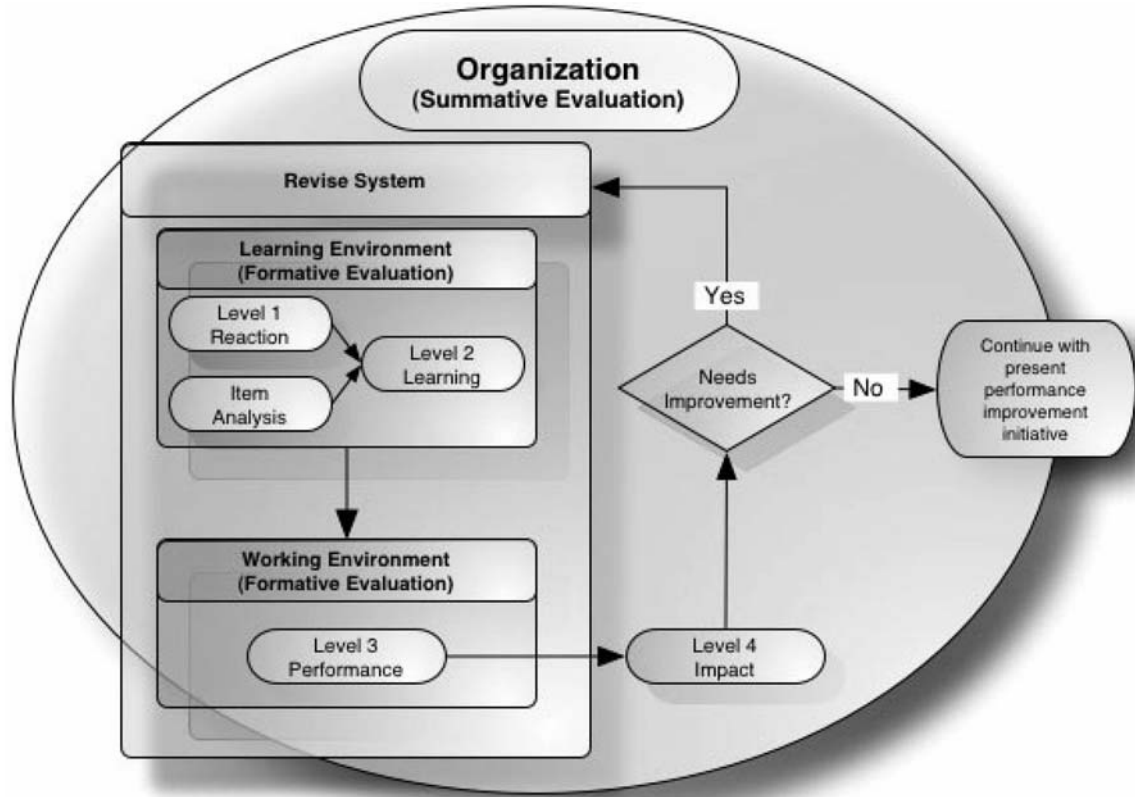 Organization
(Summative Evaluation)
Revise System
Learning Environment
(Formative Evaluation)
Level 1
Reaction
Level 2
Learning
Item
Analysis
Working Environment
(Formative Evaluation)
Level 3
Performance
Level 4
Impact
Needs
Improvement?
Yes
No
Continue with
present
performance
improvement
initiative